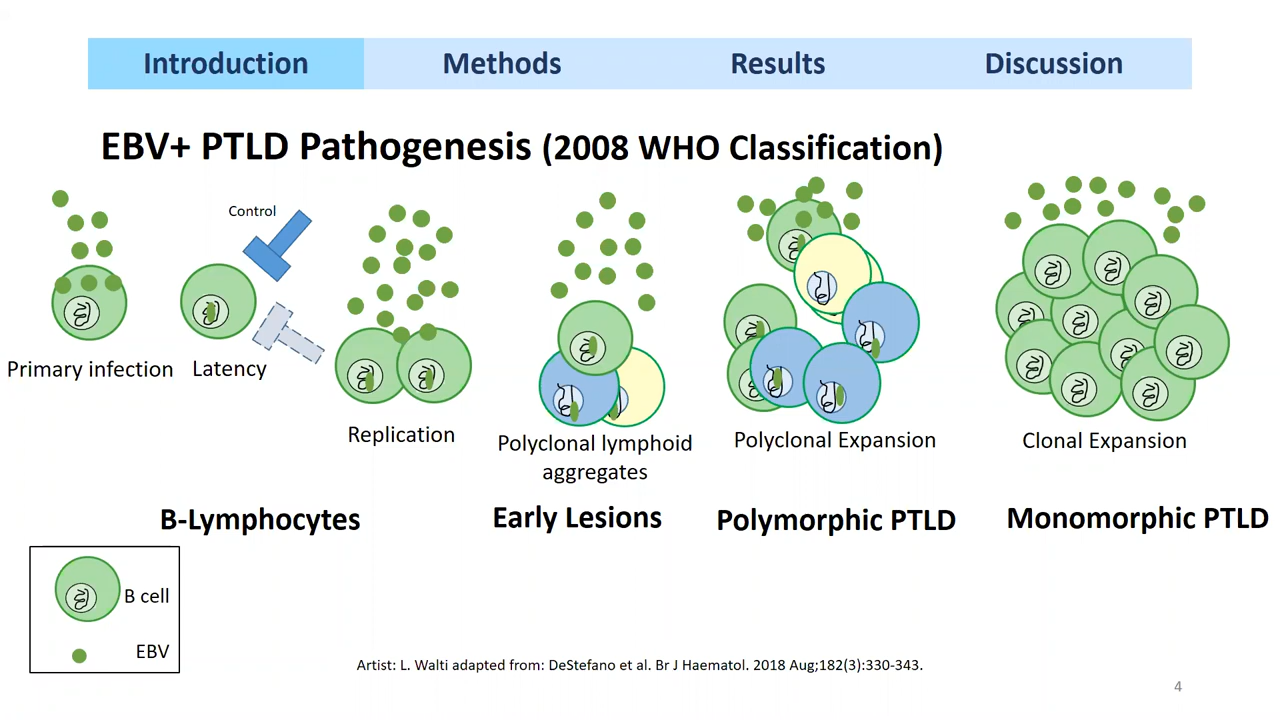 Introduction
Methods
Results
Discussion
EBV+ PTLD Pathogenesis (2008 WHO Classification)
Control
Primary infection
Latency
Replication
Polyclonal lymphoid
aggregates
Polyclonal Expansion
Clonal Expansion
B-Lymphocytes
Early Lesions
Polymorphic PTLD
Monomorphic PTLD
B cell
EBV
Artist: L. Walti adapted from: DeStefano et al. Br J Haematol. 2018 Aug;182(3):330-343.
4